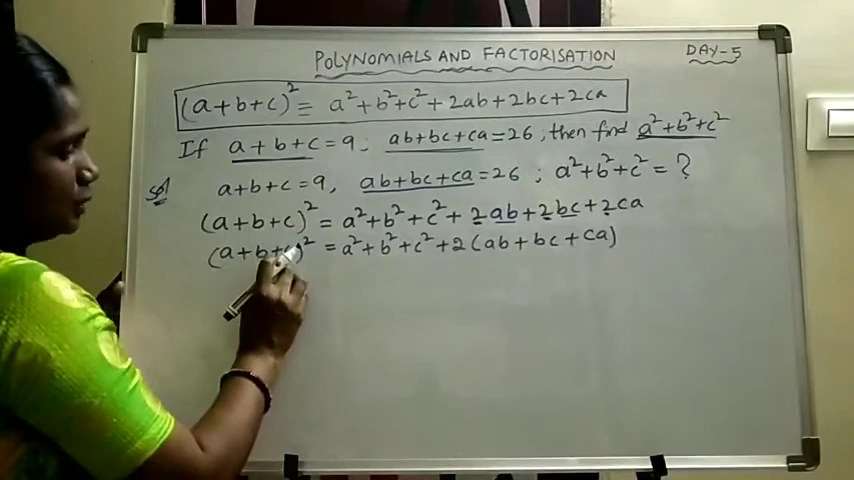 POLYNOMIALS AND FACTORISATION
DAY-5
(a+b+c)² = a²+b²+c²+2ab+2bc+2ca
If a+b+c=9; ab+bc+ca=26; then find a²+b²+c²
Sol a+b+c=9, ab+bc+ca=26; a²+b²+c²=?
(a+b+c)² = a²+b²+c²+2ab+2bc+2ca
(a+b+c)² = a²+b²+c²+2(ab+bc+ca)